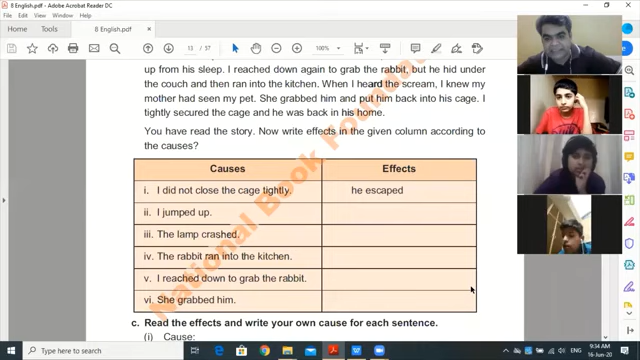 8 English.pdf - Adobe Acrobat Reader DC
File Edit View Window Help
Home Tools 8 English.pdf ×
13 / 57 100%
up from his sleep. I reached down again to grab the rabbit, but he hid under
the couch and then ran into the kitchen. When I heard the scream, I knew my
mother had seen my pet. She grabbed him and put him back into his cage. I
tightly secured the cage and he was back in his home.
You have read the story. Now write effects in the given column according to
the causes?
Causes Effects
i. I did not close the cage tightly. he escaped
ii. I jumped up.
iii. The lamp crashed.
iv. The rabbit ran into the kitchen.
v. I reached down to grab the rabbit.
vi. She grabbed him.
c. Read the effects and write your own cause for each sentence.
(i) Cause:
National Book Foundation
Type here to search
ENG
9:34 AM
16-Jun-20